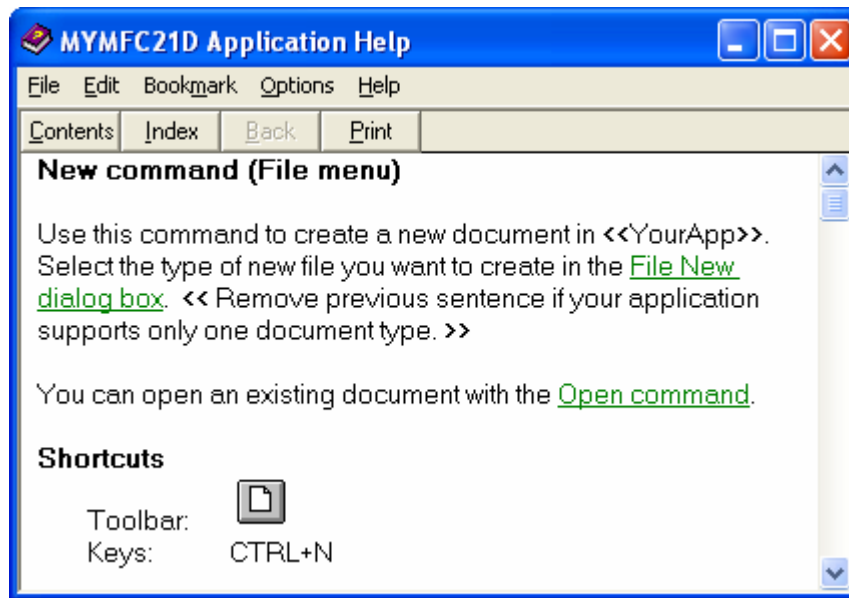 MYMFC21D Application Help
File Edit Bookmark Options Help
Contents Index Back Print
New command (File menu)
Use this command to create a new document in <<YourApp>>.
Select the type of new file you want to create in the File New
dialog box. << Remove previous sentence if your application
supports only one document type. >>
You can open an existing document with the Open command.
Shortcuts
Toolbar:
Keys: CTRL+N